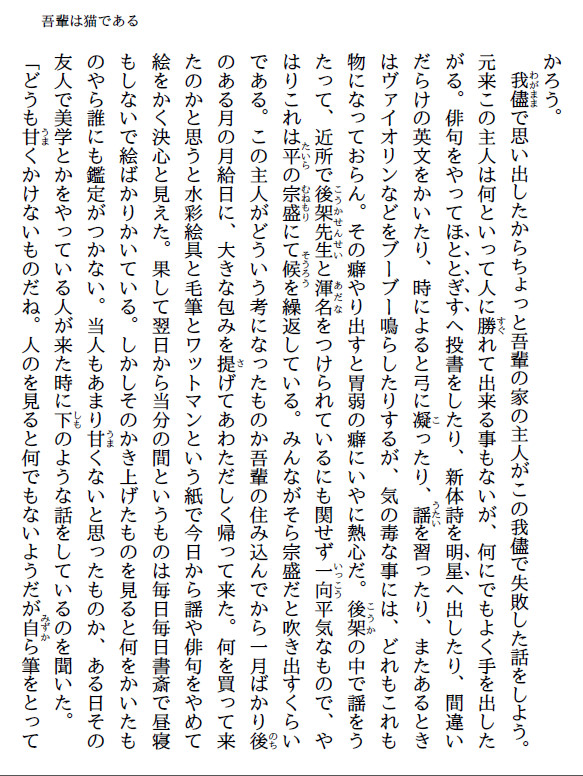 吾輩は猫である
かろう。
我儘で思い出したからちょっと吾輩の家の主人がこの我儘で失敗した話をしよう。
元来この主人は何といって人に勝れて出来る事もないが、何にでもよく手を出した
がる。俳句をやってほととぎすへ投書をしたり、新体詩を明星へ出したり、間違い
だらけの英文をかいたり、時によると弓に凝ったり、謡を習ったり、またあるとき
はヴァイオリンなどをブーブー鳴らしたりするが、気の毒な事には、どれもこれも
物になっておらん。その癖やり出すと胃弱の癖にいやに熱心だ。後架の中で謡をう
たって、近所で後架先生と渾名をつけられているにも関せず一向平気なもので、や
はりこれは平の宗盛にて候を繰返している。みんながそら宗盛だと吹き出すくらい
である。この主人がどういう考になったものか吾輩の住み込んでから一月ばかり後
のある月の月給日に、大きな包みを提げてあわただしく帰って来た。何を買って来
たのかと思うと水彩絵具と毛筆とワットマンという紙で今日から謡や俳句をやめて
絵をかく決心と見えた。果して翌日から当分の間というものは毎日毎日書斎で昼寝
もしないで絵ばかりかいている。しかしそのかき上げたものを見ると何をかいたも
のやら誰にも鑑定がつかない。当人もあまり甘くないと思ったものか、ある日その
友人で美学とかをやっている人が来た時に下のような話をしているのを聞いた。
「どうも甘くかけないものだね。人のを見ると何でもないようだが自ら筆をとって